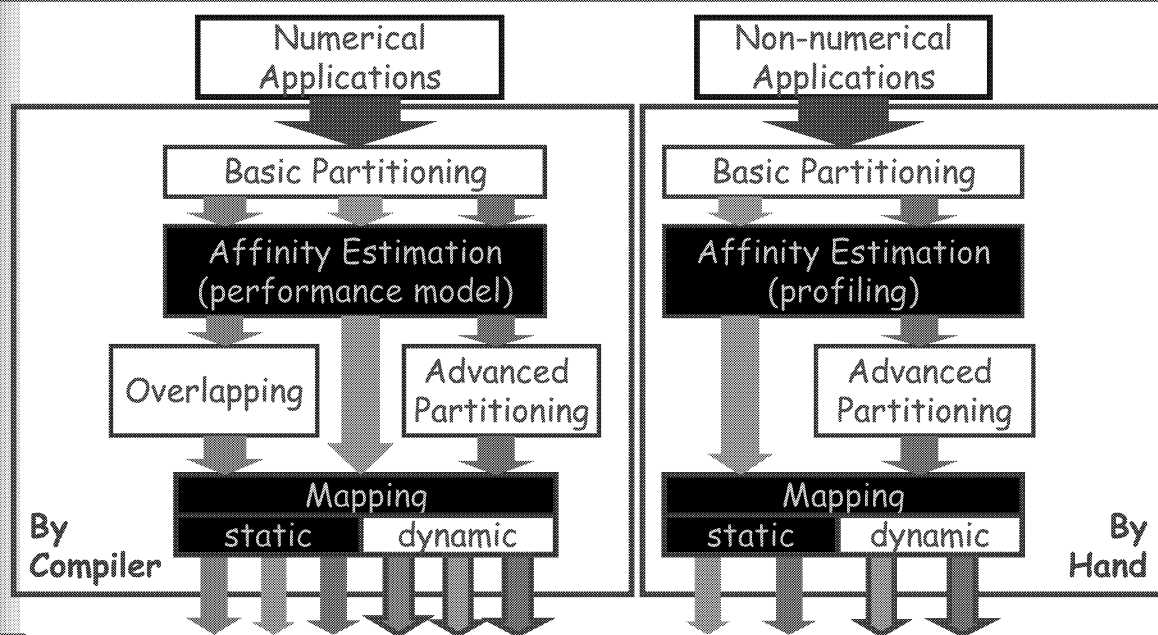 Numerical
Applications
Non-numerical
Applications
Basic Partitioning
Basic Partitioning
Affinity Estimation
(performance model)
Affinity Estimation
(profiling)
Overlapping
Advanced
Partitioning
Advanced
Partitioning
Mapping
static
dynamic
Mapping
static
dynamic
By
Compiler
By
Hand